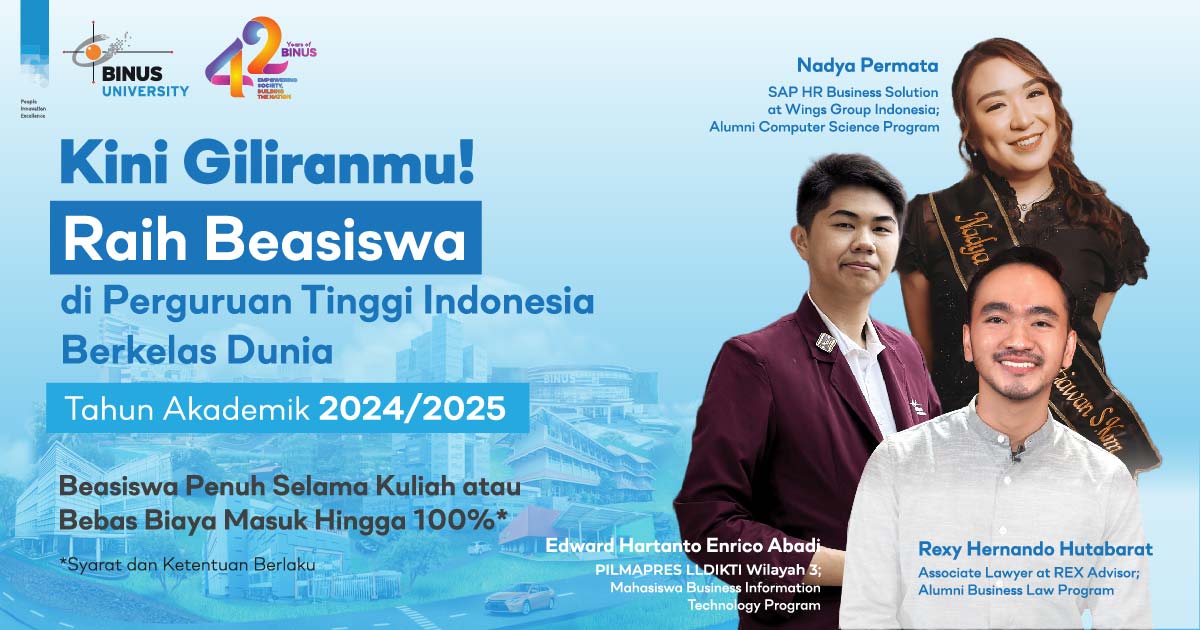 People
Innovation
Excellence
BINUS
UNIVERSITY
42
Years of
BINUS
EMPOWERING
SOCIETY,
BUILDING
THE NATION
Kini Giliranmu!
Raih Beasiswa
di Perguruan Tinggi Indonesia
Berkelas Dunia
Tahun Akademik 2024/2025
Beasiswa Penuh Selama Kuliah atau
Bebas Biaya Masuk Hingga 100%*
*Syarat dan Ketentuan Berlaku
Nadya Permata
SAP HR Business Solution
at Wings Group Indonesia;
Alumni Computer Science Program
Edward Hartanto Enrico Abadi
PILMAPRES LLDIKTI Wilayah 3;
Mahasiswa Business Information
Technology Program
Rexy Hernando Hutabarat
Associate Lawyer at REX Advisor;
Alumni Business Law Program
Nadya
S.Kom
BINUS